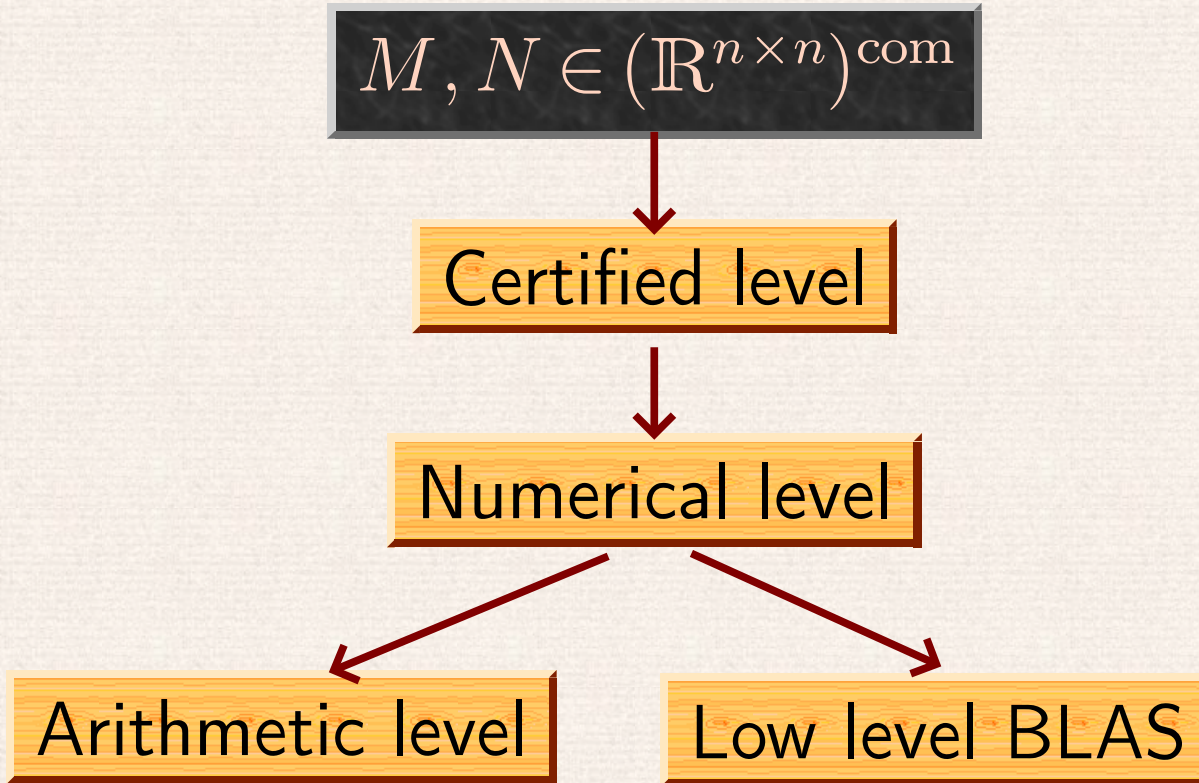 M, N ∈ (ℝ^{n×n})^{com}
Certified level
Numerical level
Arithmetic level
Low level BLAS